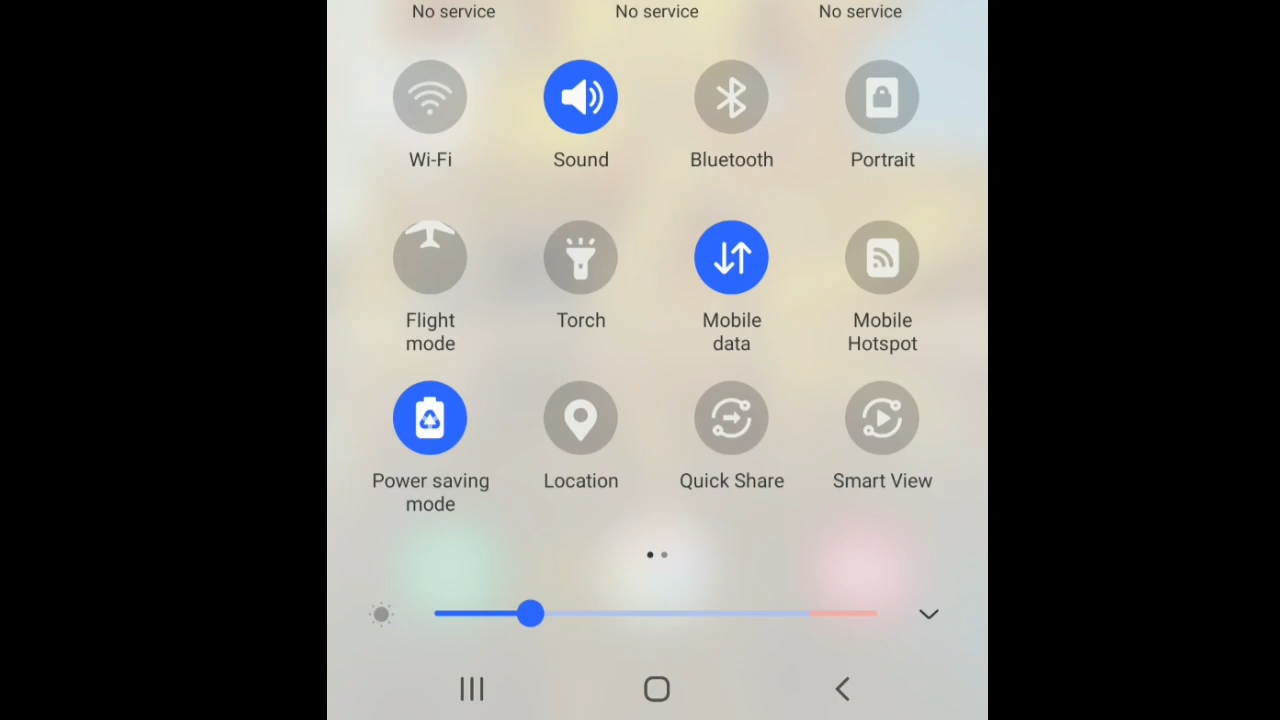 No service No service No service
Wi-Fi Sound Bluetooth Portrait
Flight Torch Mobile Mobile
mode data Hotspot
Power saving Location Quick Share Smart View
mode